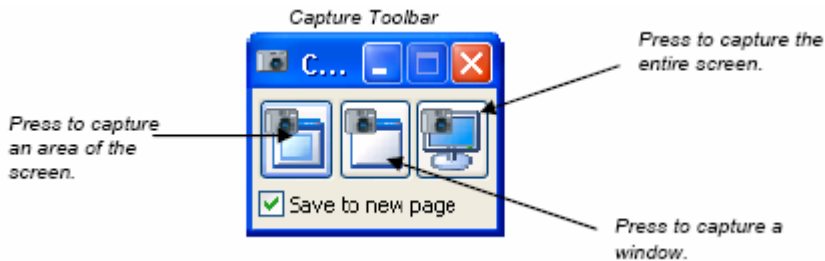 Capture Toolbar
C...
Press to capture the
entire screen.
Press to capture
an area of the
screen.
Save to new page
Press to capture a
window.